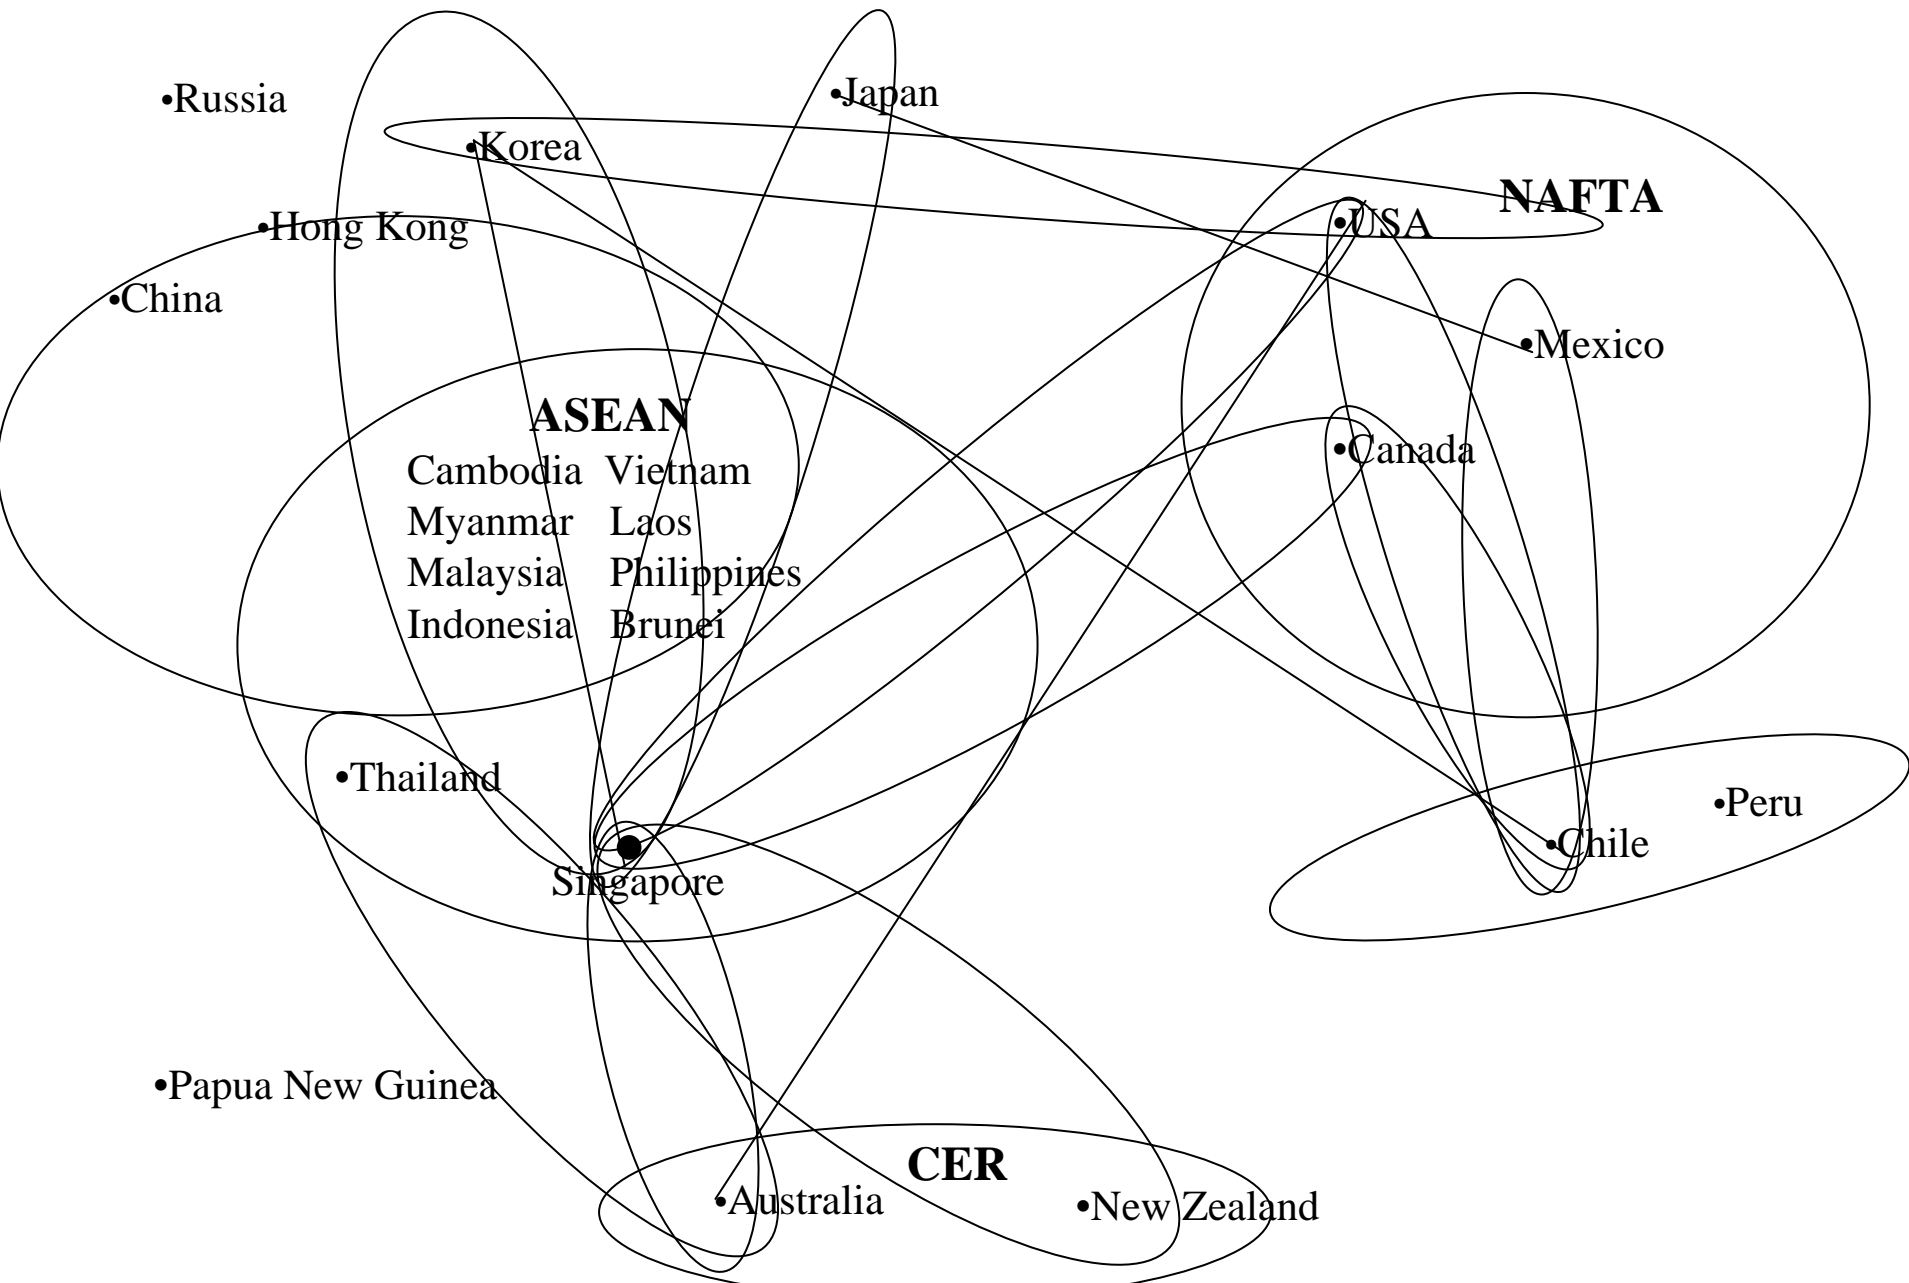 •Russia
•Japan
•Korea
NAFTA
•USA
•Hong Kong
•China
•Mexico
ASEAN
•Canada
Cambodia Vietnam
Myanmar Laos
Malaysia Philippines
Indonesia Brunei
•Thailand
•Peru
•Chile
Singapore
•Papua New Guinea
CER
•Australia
•New Zealand